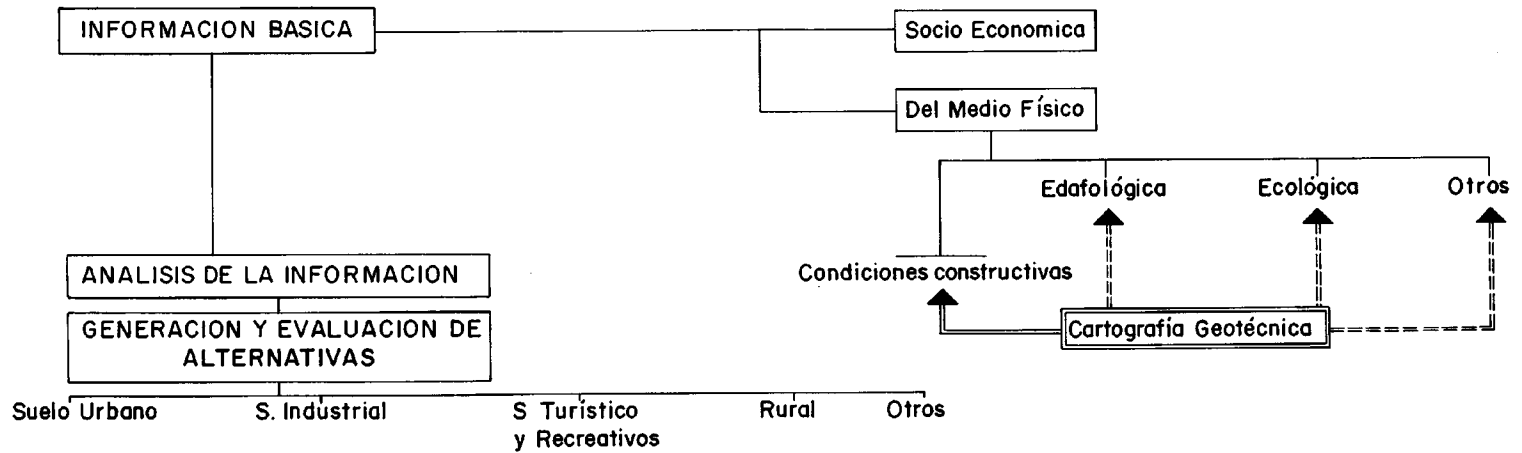 INFORMACION BASICA
Socio Economica
Del Medio Físico
Edafológica
Ecológica
Otros
Condiciones constructivas
Cartografía Geotécnica
ANALISIS DE LA INFORMACION
GENERACION Y EVALUACION DE
ALTERNATIVAS
Suelo Urbano
S. Industrial
S Turístico
y Recreativos
Rural
Otros